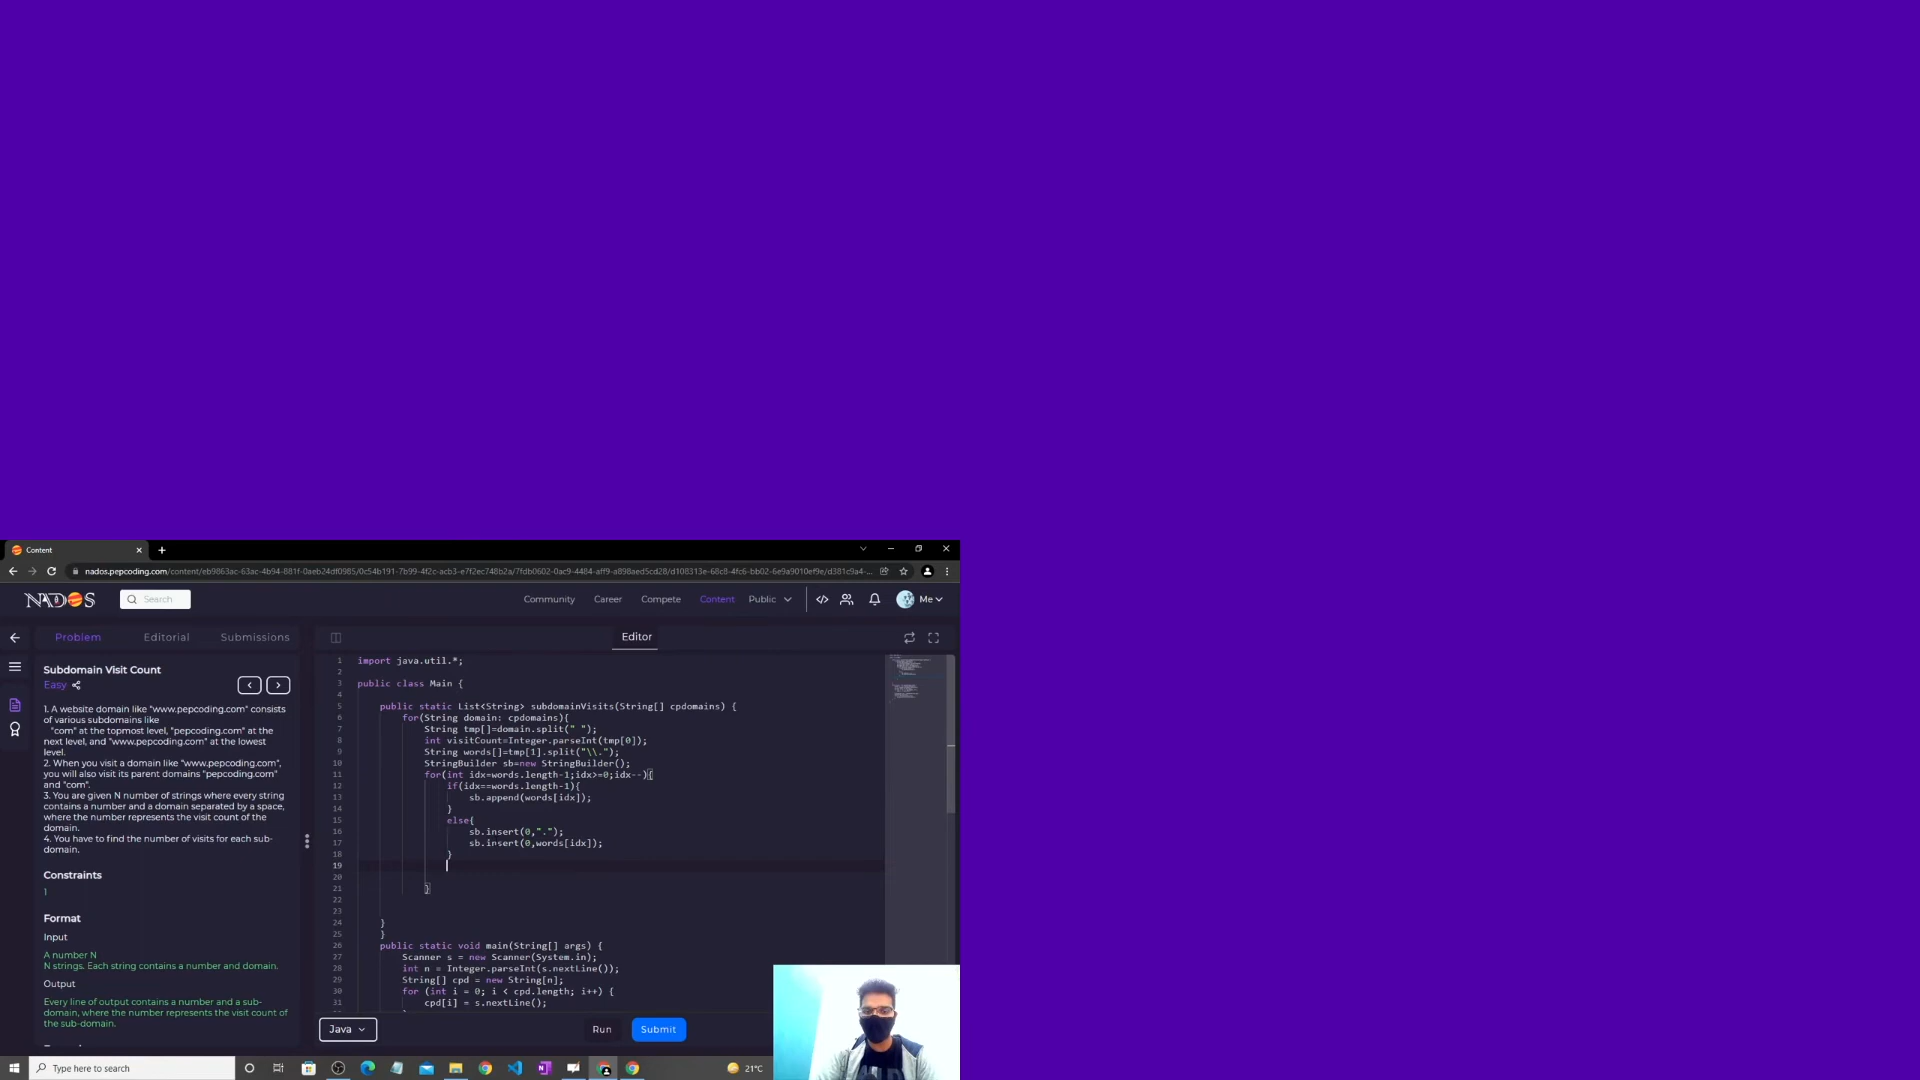 Content
nados.pepcoding.com/content/eb9863ac-63ac-4b94-881f-0aeb24df0985/0c54b191-7b99-4f2c-acb3-e7f2ec748b2a/7fdb0602-0ac9-4484-aff9-a898aed5cd28/d108313e-68c8-4fc6-bb02-6e9a9010ef9e/d381c9a4-...
NADOS
Search
Community Career Compete Content Public Me
Problem Editorial Submissions
Editor
Subdomain Visit Count
Easy
1. A website domain like "www.pepcoding.com" consists
of various subdomains like
"com" at the topmost level, "pepcoding.com" at the
next level, and "www.pepcoding.com" at the lowest
level.
2. When you visit a domain like "www.pepcoding.com",
you will also visit its parent domains "pepcoding.com"
and "com".
3. You are given N number of strings where every string
contains a number and a domain separated by a space,
where the number represents the visit count of the
domain.
4. You have to find the number of visits for each sub-
domain.
Constraints
1
Format
Input
A number N
N strings. Each string contains a number and domain.
Output
Every line of output contains a number and a sub-
domain, where the number represents the visit count of
the sub-domain.
1 import java.util.*;
2
3 public class Main {
4
5 public static List<String> subdomainVisits(String[] cpdomains) {
6 for(String domain: cpdomains){
7 String tmp[]=domain.split(" ");
8 int visitCount=Integer.parseInt(tmp[0]);
9 String words[]=tmp[1].split("\\.");
10 StringBuilder sb=new StringBuilder();
11 for(int idx=words.length-1;idx>=0;idx--){
12 if(idx==words.length-1){
13 sb.append(words[idx]);
14 }
15 else{
16 sb.insert(0,".");
17 sb.insert(0,words[idx]);
18 }
19
20
21 }
22
23
24 }
25 }
26 public static void main(String[] args) {
27 Scanner s = new Scanner(System.in);
28 int n = Integer.parseInt(s.nextLine());
29 String[] cpd = new String[n];
30 for (int i = 0; i < cpd.length; i++) {
31 cpd[i] = s.nextLine();
Java
Run
Submit
Type here to search
21°C